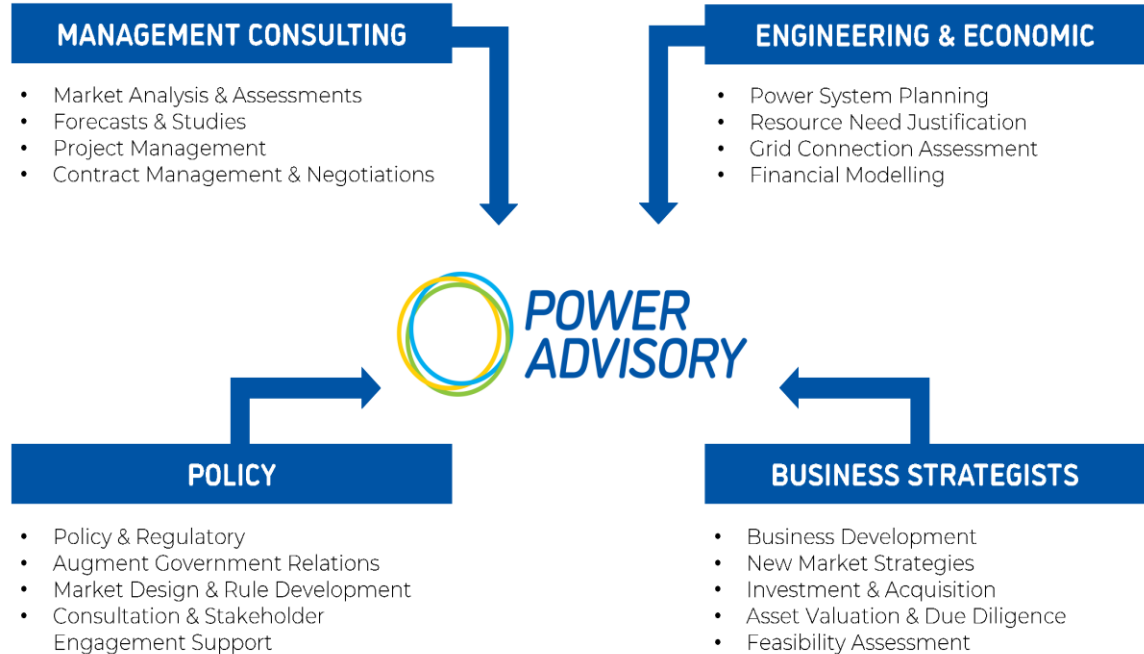 MANAGEMENT CONSULTING
• Market Analysis & Assessments
• Forecasts & Studies
• Project Management
• Contract Management & Negotiations
ENGINEERING & ECONOMIC
• Power System Planning
• Resource Need Justification
• Grid Connection Assessment
• Financial Modelling
POWER
ADVISORY
POLICY
• Policy & Regulatory
• Augment Government Relations
• Market Design & Rule Development
• Consultation & Stakeholder
Engagement Support
BUSINESS STRATEGISTS
• Business Development
• New Market Strategies
• Investment & Acquisition
• Asset Valuation & Due Diligence
• Feasibility Assessment